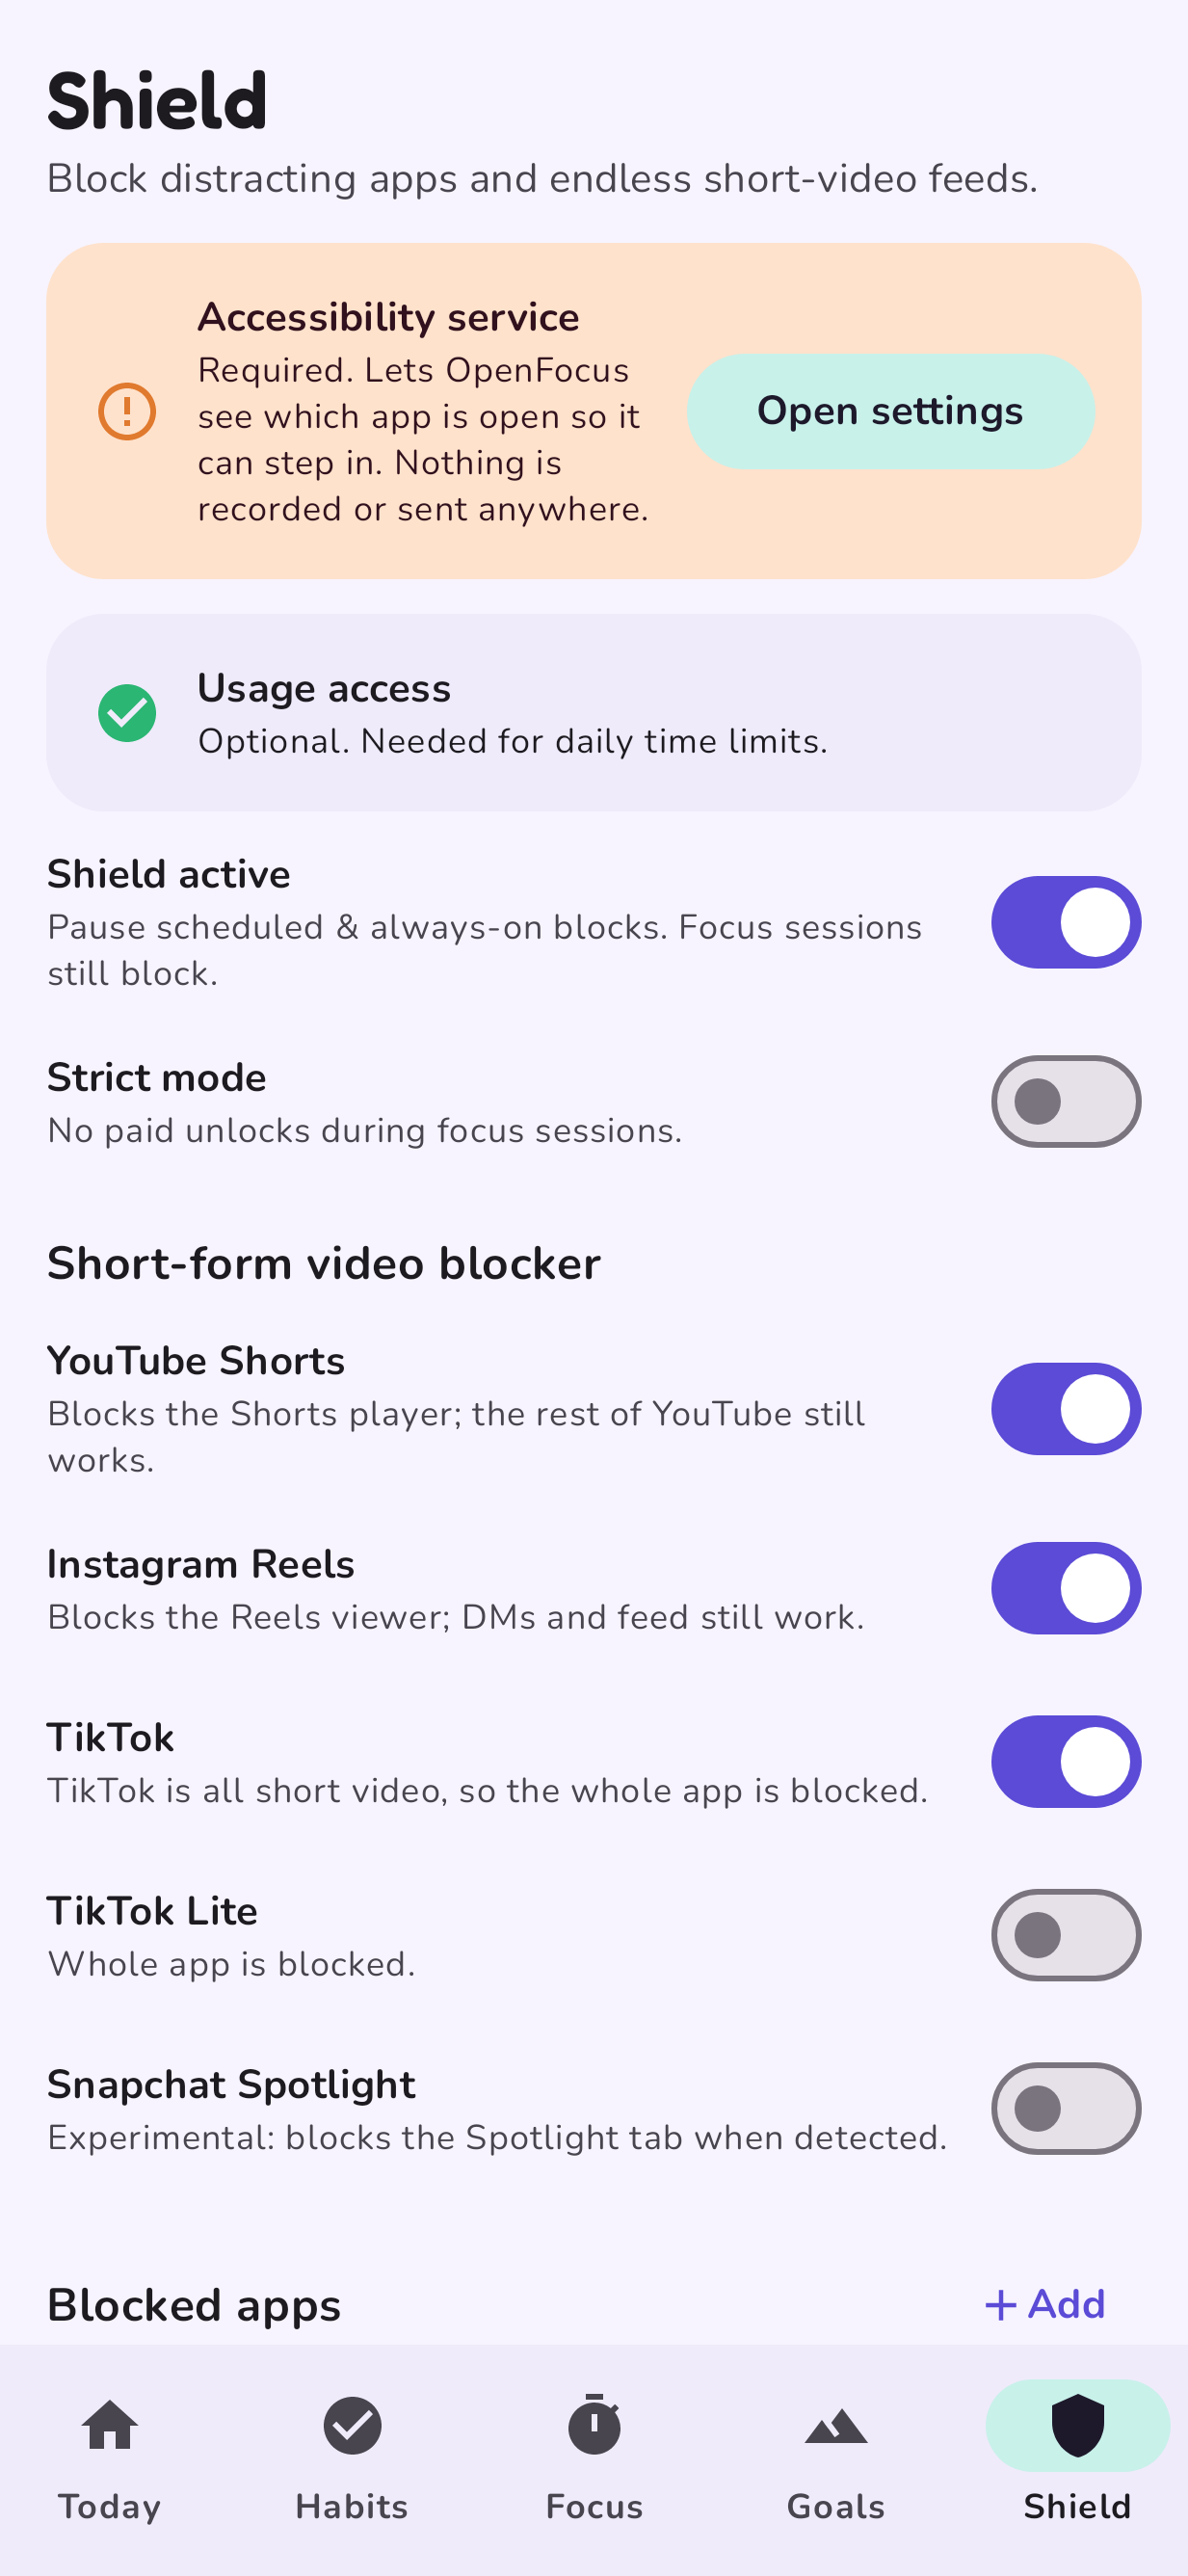 Shield
Block distracting apps and endless short-video feeds.
Accessibility service
Required. Lets OpenFocus
see which app is open so it
can step in. Nothing is
recorded or sent anywhere.
Open settings
Usage access
Optional. Needed for daily time limits.
Shield active
Pause scheduled & always-on blocks. Focus sessions
still block.
Strict mode
No paid unlocks during focus sessions.
Short-form video blocker
YouTube Shorts
Blocks the Shorts player; the rest of YouTube still
works.
Instagram Reels
Blocks the Reels viewer; DMs and feed still work.
TikTok
TikTok is all short video, so the whole app is blocked.
TikTok Lite
Whole app is blocked.
Snapchat Spotlight
Experimental: blocks the Spotlight tab when detected.
Blocked apps
+ Add
Today
Habits
Focus
Goals
Shield